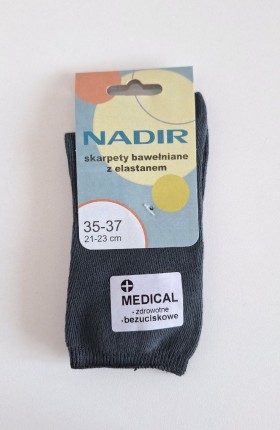 NADIR
skarpety bawełniane
z elastanem
35-37
21-23 cm
MEDICAL
·zdrowotne
·bezuciskowe